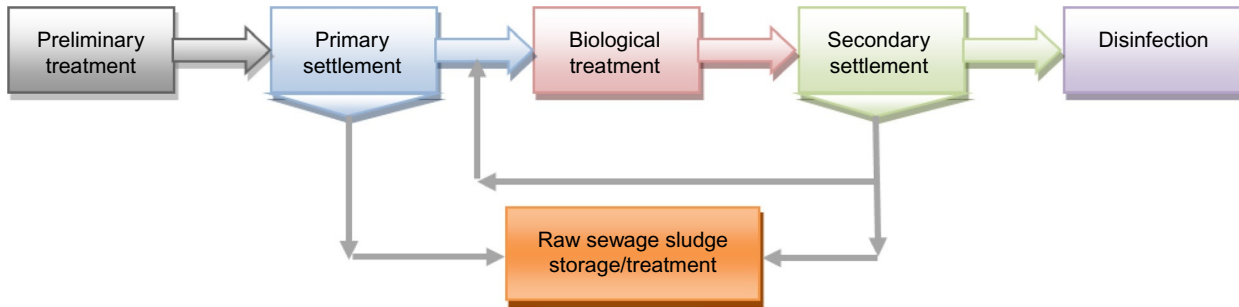 Preliminary
treatment
Primary
settlement
Biological
treatment
Secondary
settlement
Disinfection
Raw sewage sludge
storage/treatment